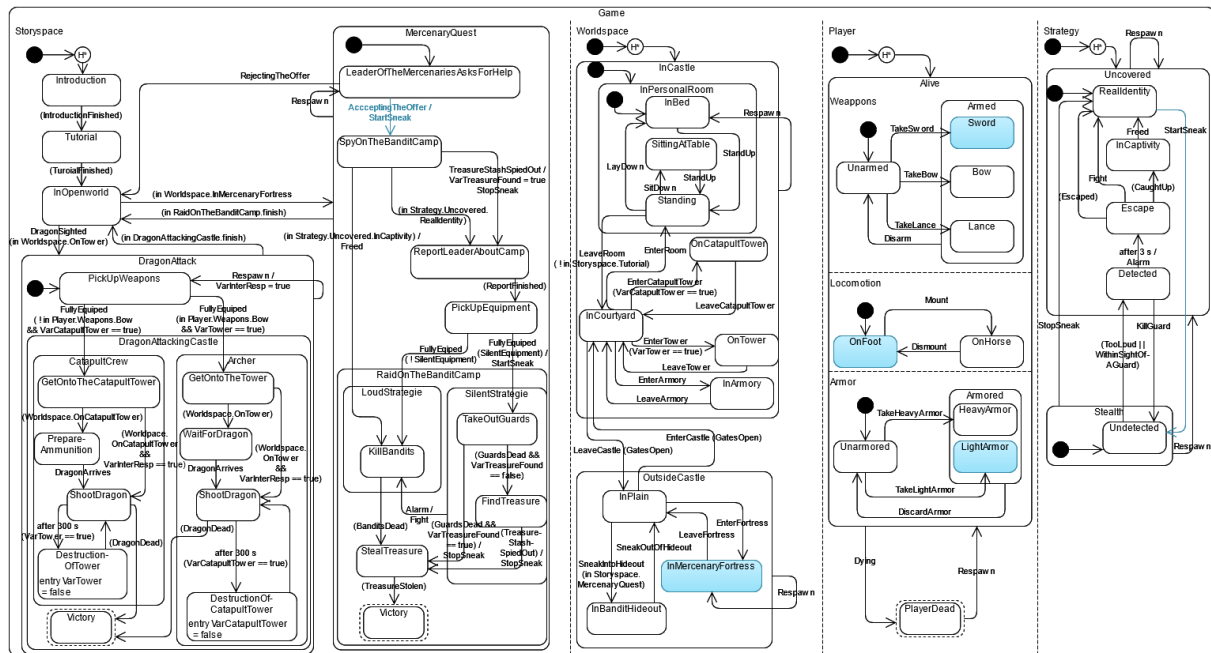 Game
Storyspace
H*
Introduction
(IntroductionFinished)
Tutorial
(TuroialFinished)
InOpenworld
RejectingTheOffer
(in Worldspace.InMercenaryFortress)
(in RaidOnTheBanditCamp.finish)
DragonSighted
(in Worldspace.OnTower)
(in DragonAttackingCastle.finish)
DragonAttack
PickUpWeapons
Respawn /
VarInterResp = true
FullyEquiped
( ! in Player.Weapons.Bow
&& VarCatapultTower == true)
FullyEquiped
(in Player.Weapons.Bow
&& VarTower == true)
DragonAttackingCastle
CatapultCrew
GetOntoTheCatapultTower
(Worldspace.OnCatapultTower)
Prepare-
Ammunition
(Worldspace.
OnCatapultTower
&&
VarInterResp == true)
DragonArrives
ShootDragon
after 300 s
(VarTower == true)
(DragonDead)
Destruction-
OfTower
entry VarTower
= false
Victory
Archer
GetOntoTheTower
(Worldspace.OnTower)
WaitForDragon
(Worldspace.
OnTower
&&
VarInterResp == true)
DragonArrives
ShootDragon
(DragonDead)
after 300 s
(VarCatapultTower == true)
DestructionOf-
CatapultTower
entry VarCatapultTower
= false
MercenaryQuest
LeaderOfTheMercenariesAsksForHelp
Respawn
AccceptingTheOffer /
StartSneak
SpyOnTheBanditCamp
TreasureStashSpiedOut /
VarTreasureFound = true
StopSneak
(in Strategy.Uncovered.
RealIdentity)
(in Strategy.Uncovered.InCaptivity) /
Freed
ReportLeaderAboutCamp
(ReportFinished)
PickUpEquipment
FullyEqiped
( ! SilentEquipment)
FullyEquiped
(SilentEquipment) /
StartSneak
RaidOnTheBanditCamp
LoudStrategie
KillBandits
SilentStrategie
TakeOutGuards
(GuardsDead &&
VarTreasureFound
== false)
FindTreasure
Alarm /
Fight
(BanditsDead)
(GuardsDead &&
VarTreasureFound
== true) /
StopSneak
(Treasure-
Stash-
SpiedOut) /
StopSneak
StealTreasure
(TreasureStolen)
Victory
Worldspace
H*
InCastle
InPersonalRoom
InBed
Respawn
SittingAtTable
StandUp
LayDown
StandUp
SitDown
Standing
LeaveRoom
( ! in.Storyspace.Tutorial)
EnterRoom
OnCatapultTower
EnterCatapultTower
(VarCatapultTower == true)
LeaveCatapultTower
InCourtyard
EnterTower
(VarTower == true)
OnTower
LeaveTower
EnterArmory
InArmory
LeaveArmory
EnterCastle (GatesOpen)
LeaveCastle (GatesOpen)
OutsideCastle
InPlain
EnterFortress
LeaveFortress
SneakOutOfHideout
SneakIntoHideout
(in Storyspace.
MercenaryQuest)
InMercenaryFortress
Respawn
InBanditHideout
Player
H*
Alive
Weappons
Armed
TakeSword
Sword
Unarmed
TakeBow
Bow
TakeLance
Lance
Disarm
Locomotion
Mount
OnFoot
OnHorse
Dismount
Armor
Armored
TakeHeavyArmor
HeavyArmor
Unarmored
LightArmor
TakeLightArmor
DiscardArmor
Dying
Respawn
PlayerDead
Strategy
H*
Respawn
Uncovered
RealIdentity
Freed
StartSneak
InCaptivity
Fight
(CaughtUp)
(Escaped)
Escape
after 3 s /
Alarm
Detected
StopSneak
KillGuard
(TooLoud ||
WithinSightOf-
AGuard)
Stealth
Undetected
Respawn